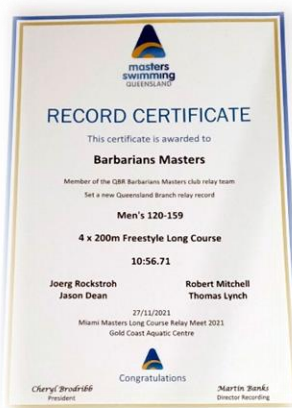 masters
swimming
QUEENSLAND
RECORD CERTIFICATE
This certificate is awarded to
Barbarians Masters
Member of the QBR Barbarians Masters club relay team
Set a new Queensland Branch relay record
Men's 120-159
4 x 200m Freestyle Long Course
10:56.71
Joerg Rockstroh Robert Mitchell
Jason Dean Thomas Lynch
27/11/2021
Miami Masters Long Course Relay Meet 2021
Gold Coast Aquatic Centre
Congratulations
Cheryl Brodribb Martin Banks
President Director Recording